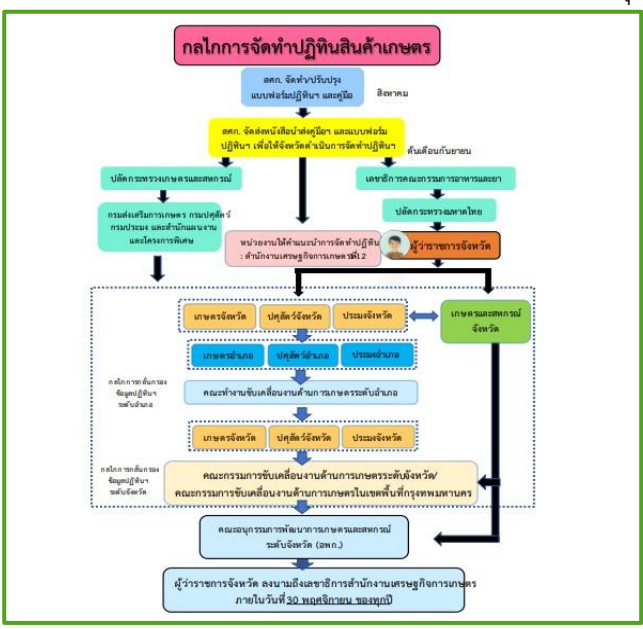 กลไกการจัดทำปฏิทินสินค้าเกษตร
สศก. จัดทำ/ปรับปรุง
แบบฟอร์มปฏิทินฯ และคู่มือ
สิงหาคม
สศก. จัดส่งหนังสือนำส่งคู่มือฯ และแบบฟอร์ม
ปฏิทินฯ เพื่อให้จังหวัดดำเนินการจัดทำปฏิทินฯ
ต้นเดือนกันยายน
ปลัดกระทรวงเกษตรและสหกรณ์
เลขาธิการคณะกรรมการอาหารและยา
กรมส่งเสริมการเกษตร กรมปศุสัตว์
กรมประมง และสำนักแผนงาน
และโครงการพิเศษ
ปลัดกระทรวงมหาดไทย
หน่วยงานให้คำแนะนำการจัดทำปฏิทิน
: สำนักงานเศรษฐกิจการเกษตรที่ 1-12
ผู้ว่าราชการจังหวัด
เกษตรจังหวัด
ปศุสัตว์จังหวัด
ประมงจังหวัด
เกษตรและสหกรณ์
จังหวัด
เกษตรอำเภอ
ปศุสัตว์อำเภอ
ประมงอำเภอ
กลไกการกลั่นกรอง
ข้อมูลปฏิทินฯ
ระดับอำเภอ
คณะทำงานขับเคลื่อนงานด้านการเกษตรระดับอำเภอ
เกษตรจังหวัด
ปศุสัตว์จังหวัด
ประมงจังหวัด
กลไกการกลั่นกรอง
ข้อมูลปฏิทินฯ
ระดับจังหวัด
คณะกรรมการขับเคลื่อนงานด้านการเกษตรระดับจังหวัด/
คณะกรรมการขับเคลื่อนงานด้านการเกษตรในเขตพื้นที่กรุงเทพมหานคร
คณะอนุกรรมการพัฒนาการเกษตรและสหกรณ์
ระดับจังหวัด (อพก.)
ผู้ว่าราชการจังหวัด ลงนามถึงเลขาธิการสำนักงานเศรษฐกิจการเกษตร
ภายในวันที่ 30 พฤศจิกายน ของทุกปี